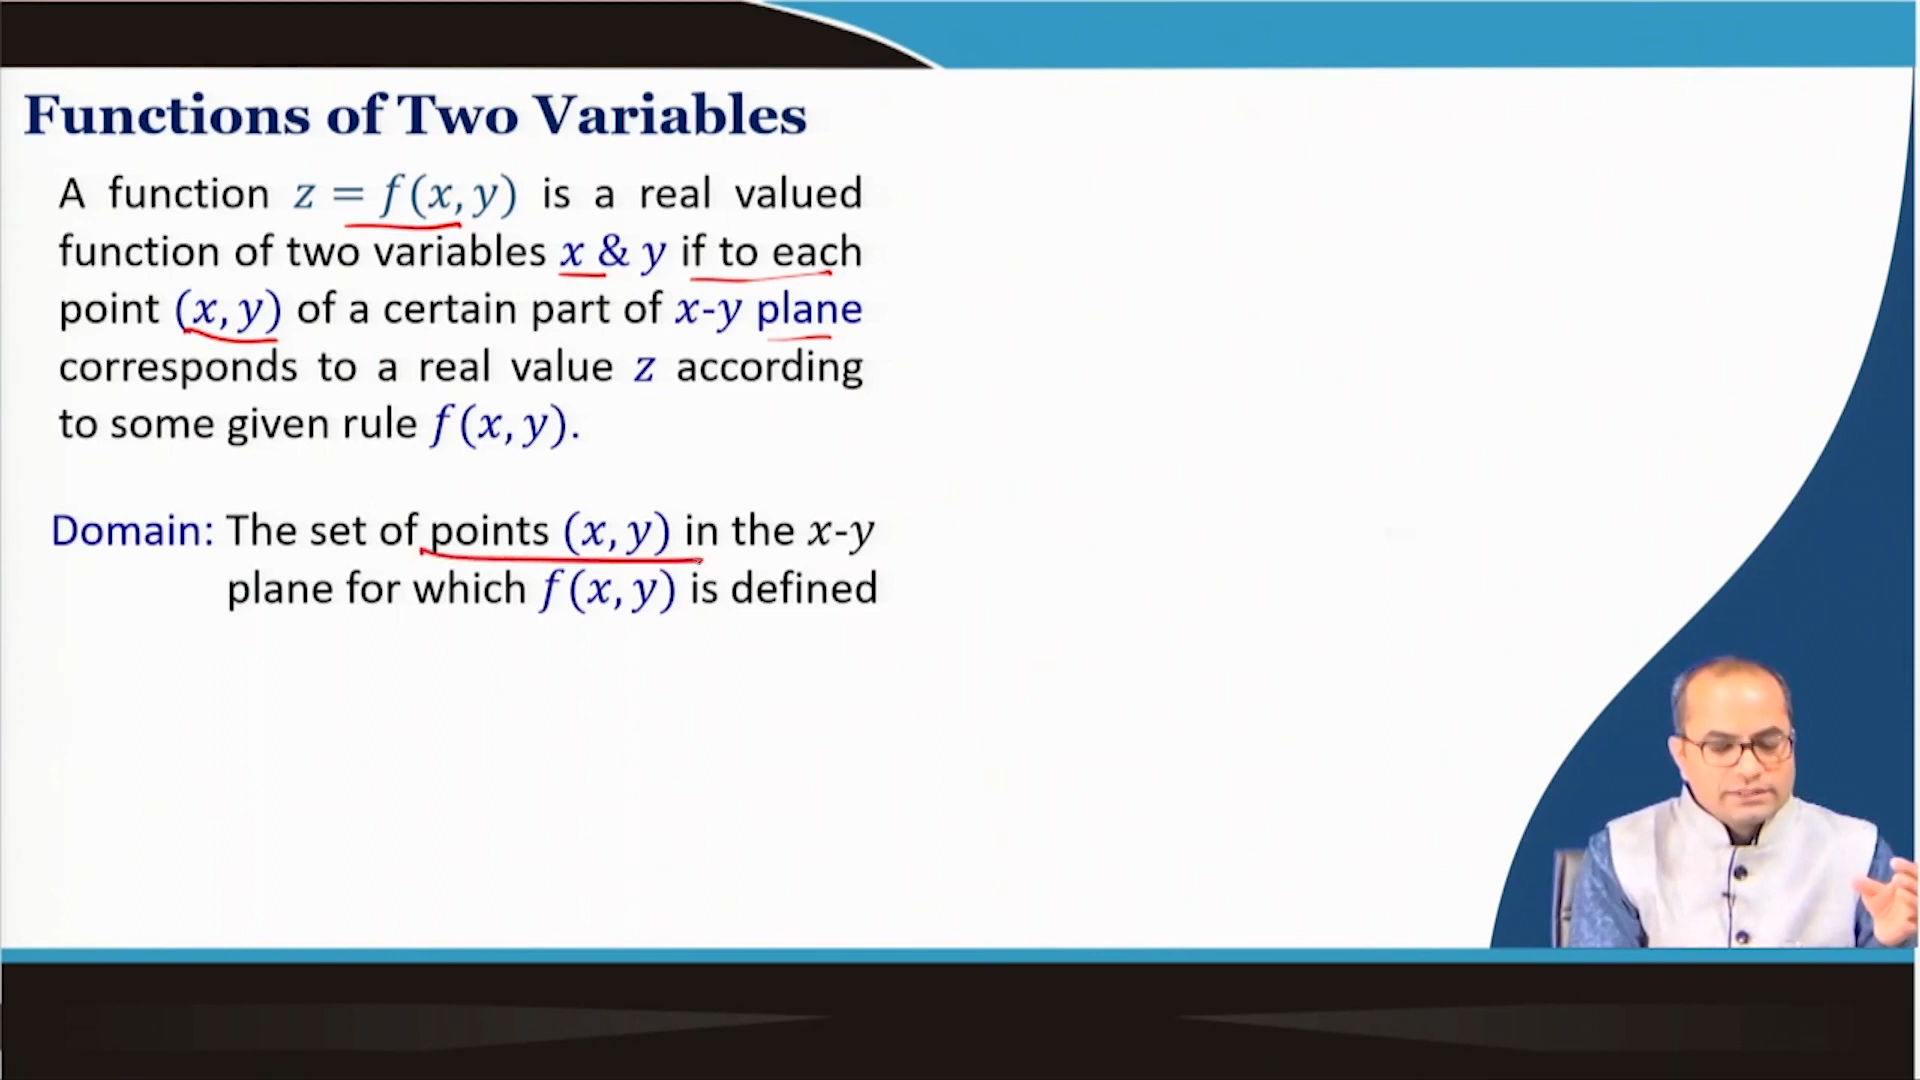 Functions of Two Variables
A function z = f(x, y) is a real valued
function of two variables x & y if to each
point (x, y) of a certain part of x-y plane
corresponds to a real value z according
to some given rule f(x, y).
Domain: The set of points (x, y) in the x-y
plane for which f(x, y) is defined